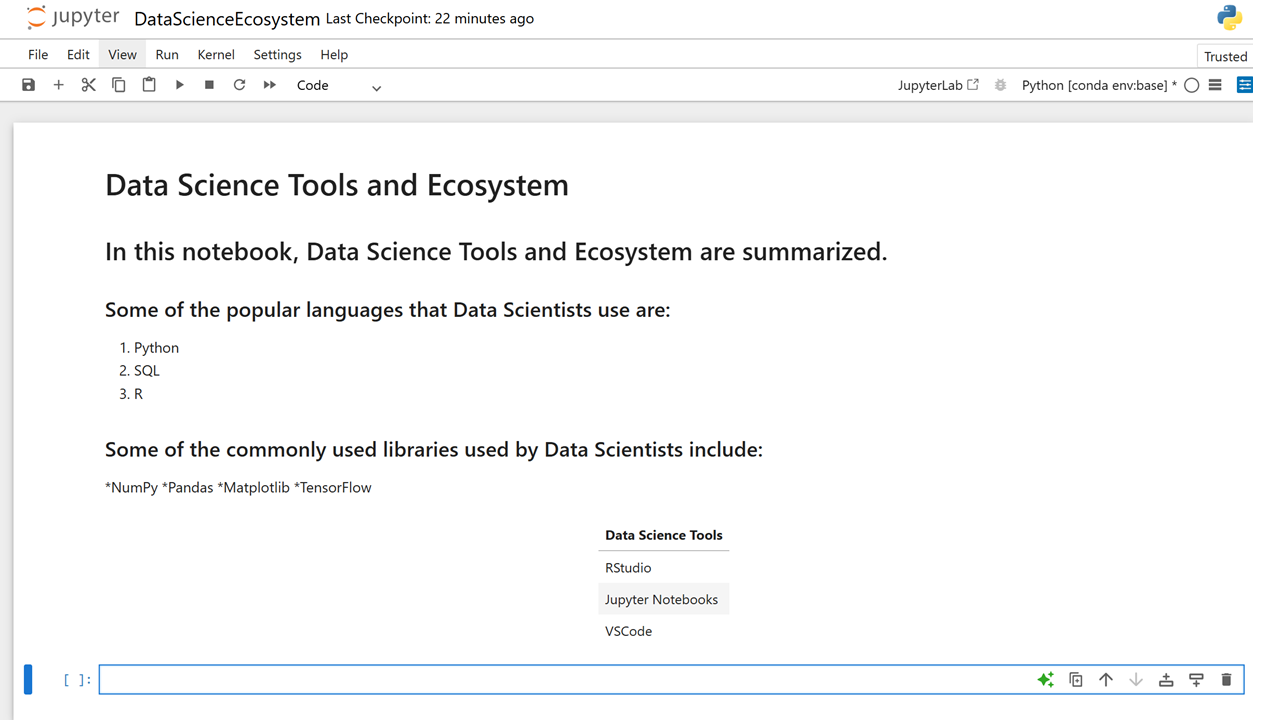 jupyter DataScienceEcosystem Last Checkpoint: 22 minutes ago
File Edit View Run Kernel Settings Help
Trusted
Code
JupyterLab
Python [conda env:base] *
Data Science Tools and Ecosystem
In this notebook, Data Science Tools and Ecosystem are summarized.
Some of the popular languages that Data Scientists use are:
1. Python
2. SQL
3. R
Some of the commonly used libraries used by Data Scientists include:
*NumPy *Pandas *Matplotlib *TensorFlow
Data Science Tools
RStudio
Jupyter Notebooks
VSCode
[ ]: